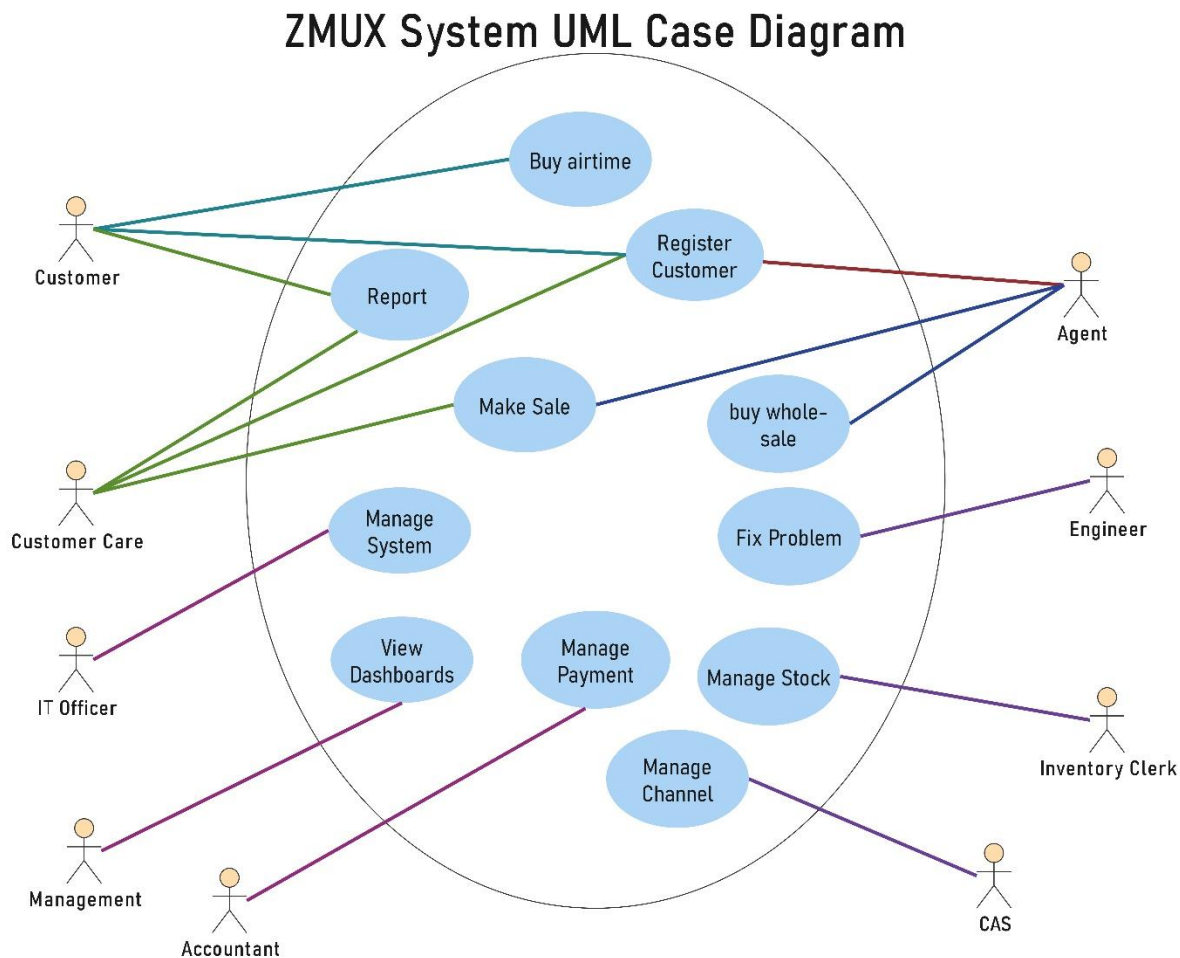 ZMUX System UML Case Diagram
Buy airtime
Register
Customer
Customer
Report
Agent
Make Sale
buy whole-
sale
Customer Care
Manage
System
Fix Problem
Engineer
IT Officer
View
Dashboards
Manage
Payment
Manage Stock
Inventory Clerk
Manage
Channel
Management
Accountant
CAS